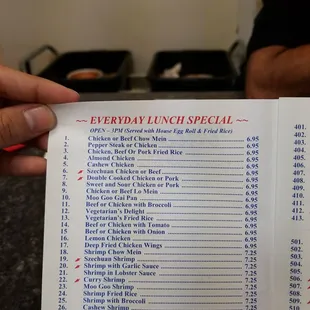 ~ EVERYDAY LUNCH SPECIAL ~
OPEN - 3PM (Served with House Egg Roll & Fried Rice)
1. Chicken or Beef Chow Mein 6.95
2. Pepper Steak or Chicken 6.95
3. Chicken, Beef Or Pork Fried Rice 6.95
4. Almond Chicken 6.95
5. Cashew Chicken 6.95
6. Szechuan Chicken or Beef 6.95
7. Double Cooked Chicken or Pork 6.95
8. Sweet and Sour Chicken or Pork 6.95
9. Chicken or Beef Lo Mein 6.95
10. Moo Goo Gai Pan 6.95
11. Beef or Chicken with Broccoli 6.95
12. Vegetarian's Delight 6.95
13. Vegetarian's Fried Rice 6.95
14. Beef or Chicken with Tomato 6.95
15. Beef or Chicken with Onion 6.95
16. Lemon Chicken 6.95
17. Deep Fried Chicken Wings 6.95
18. Shrimp Chow Mein 7.25
19. Szechuan Shrimp 7.25
20. Shrimp with Garlic Sauce 7.25
21. Shrimp in Lobster Sauce 7.25
22. Curry Shrimp 7.25
23. Moo Goo Shrimp 7.25
24. Shrimp Fried Rice 7.25
25. Shrimp with Broccoli 7.25
26. Cashew Shrimp 7.25
401.
402.
403.
404.
405.
406.
407.
408.
409.
410.
411.
412.
413.
501.
502.
505.
506.
507.
508.
509.
510.